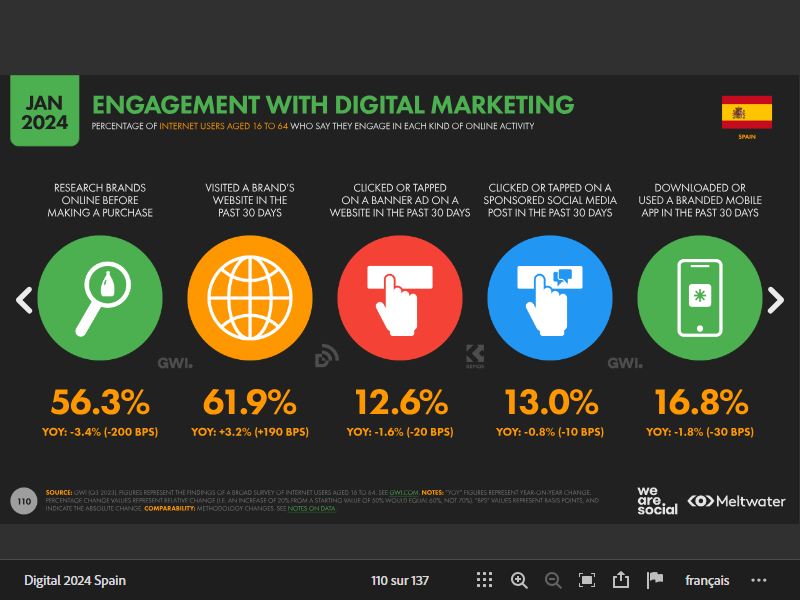 JAN
2024
ENGAGEMENT WITH DIGITAL MARKETING
PERCENTAGE OF INTERNET USERS AGED 16 TO 64 WHO SAY THEY ENGAGE IN EACH KIND OF ONLINE ACTIVITY
SPAIN
RESEARCH BRANDS
ONLINE BEFORE
MAKING A PURCHASE
VISITED A BRAND'S
WEBSITE IN THE
PAST 30 DAYS
CLICKED OR TAPPED
ON A BANNER AD ON A
WEBSITE IN THE PAST 30 DAYS
CLICKED OR TAPPED ON A
SPONSORED SOCIAL MEDIA
POST IN THE PAST 30 DAYS
DOWNLOADED OR
USED A BRANDED MOBILE
APP IN THE PAST 30 DAYS
GWI.
KEPIOS
GWI.
56.3%
YOY: -3.4% (-200 BPS)
61.9%
YOY: +3.2% (+190 BPS)
12.6%
YOY: -1.6% (-20 BPS)
13.0%
YOY: -0.8% (-10 BPS)
16.8%
YOY: -1.8% (-30 BPS)
110
SOURCE: GWI (Q3 2023). FIGURES REPRESENT THE FINDINGS OF A BROAD SURVEY OF INTERNET USERS AGED 16 TO 64. SEE GWI.COM. NOTES: "YOY" FIGURES REPRESENT YEAR-ON-YEAR CHANGE.
PERCENTAGE CHANGE VALUES REPRESENT RELATIVE CHANGE (I.E. AN INCREASE OF 20% FROM A STARTING VALUE OF 50% WOULD EQUAL 60%, NOT 70%). "BPS" VALUES REPRESENT BASIS POINTS, AND
INDICATE THE ABSOLUTE CHANGE. COMPARABILITY: METHODOLOGY CHANGES. SEE NOTES ON DATA.
we
are.
social
Meltwater
Digital 2024 Spain
110 sur 137
français